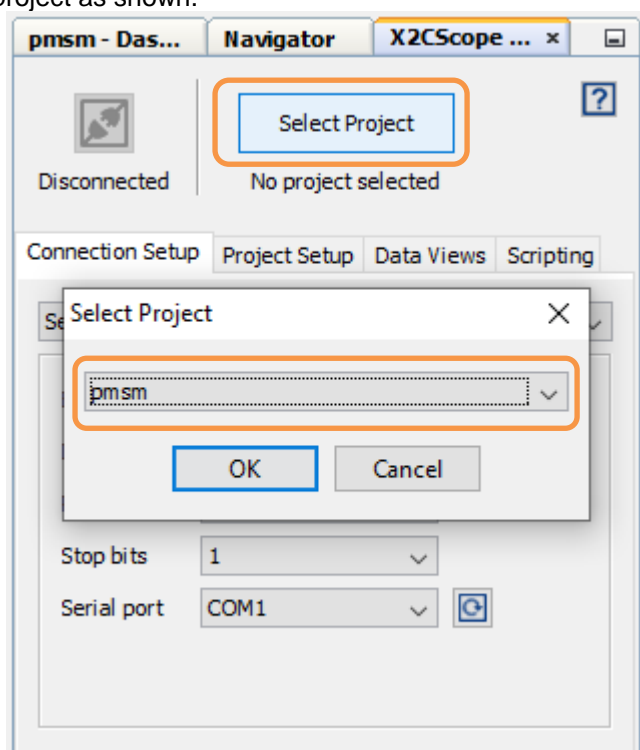 project as shown.
pmsm - Das... Navigator X2CScope ... ×
Select Project ?
Disconnected No project selected
Connection Setup Project Setup Data Views Scripting
Select Project
pmsm
OK Cancel
Stop bits 1
Serial port COM1